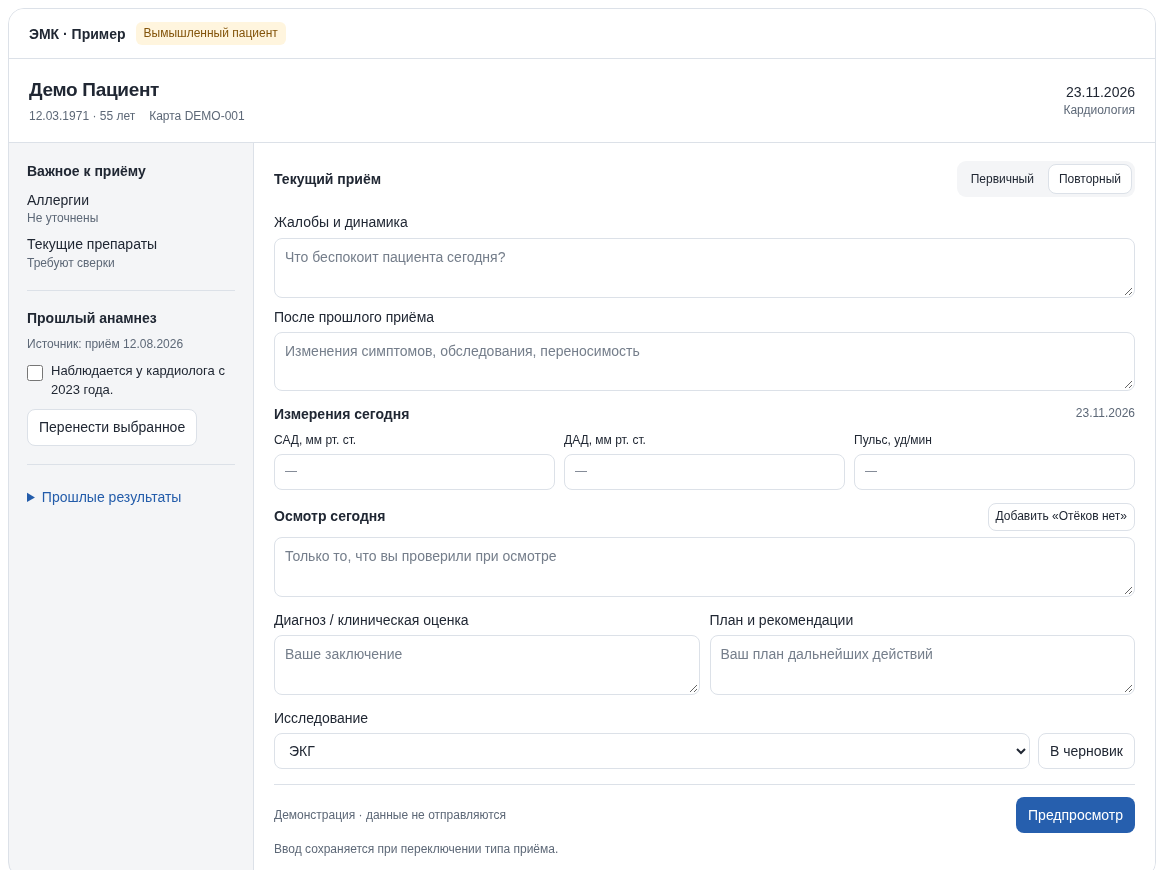 ЭМК · Пример
Вымышленный пациент
Демо Пациент
12.03.1971 · 55 лет Карта DEMO-001
23.11.2026
Кардиология
Важное к приёму
Аллергии
Не уточнены
Текущие препараты
Требуют сверки
Прошлый анамнез
Источник: приём 12.08.2026
Наблюдается у кардиолога с
2023 года.
Перенести выбранное
Прошлые результаты
Текущий приём
Первичный
Повторный
Жалобы и динамика
Что беспокоит пациента сегодня?
После прошлого приёма
Изменения симптомов, обследования, переносимость
Измерения сегодня
23.11.2026
САД, мм рт. ст.
ДАД, мм рт. ст.
Пульс, уд/мин
—
—
—
Осмотр сегодня
Добавить «Отёков нет»
Только то, что вы проверили при осмотре
Диагноз / клиническая оценка
План и рекомендации
Ваше заключение
Ваш план дальнейших действий
Исследование
ЭКГ
В черновик
Демонстрация · данные не отправляются
Предпросмотр
Ввод сохраняется при переключении типа приёма.